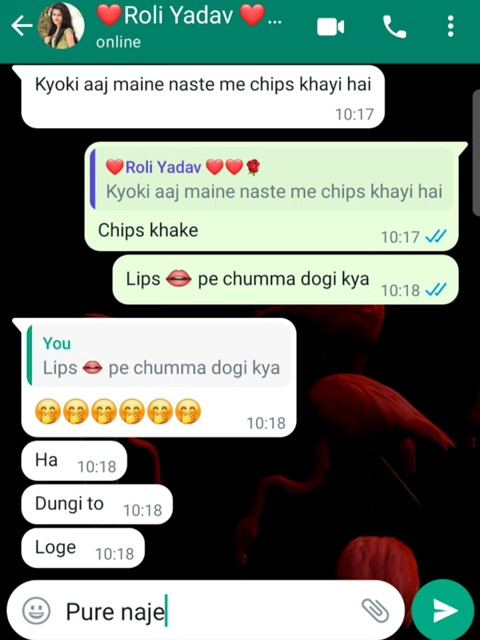 ❤️Roli Yadav ❤️...
online
Kyoki aaj maine naste me chips khayi hai
10:17
❤️Roli Yadav ❤️❤️🌹
Kyoki aaj maine naste me chips khayi hai
Chips khake
10:17
Lips 👄 pe chumma dogi kya
10:18
You
Lips 👄 pe chumma dogi kya
🤭🤭🤭🤭🤭🤭
10:18
Ha 10:18
Dungi to 10:18
Loge 10:18
Pure naje